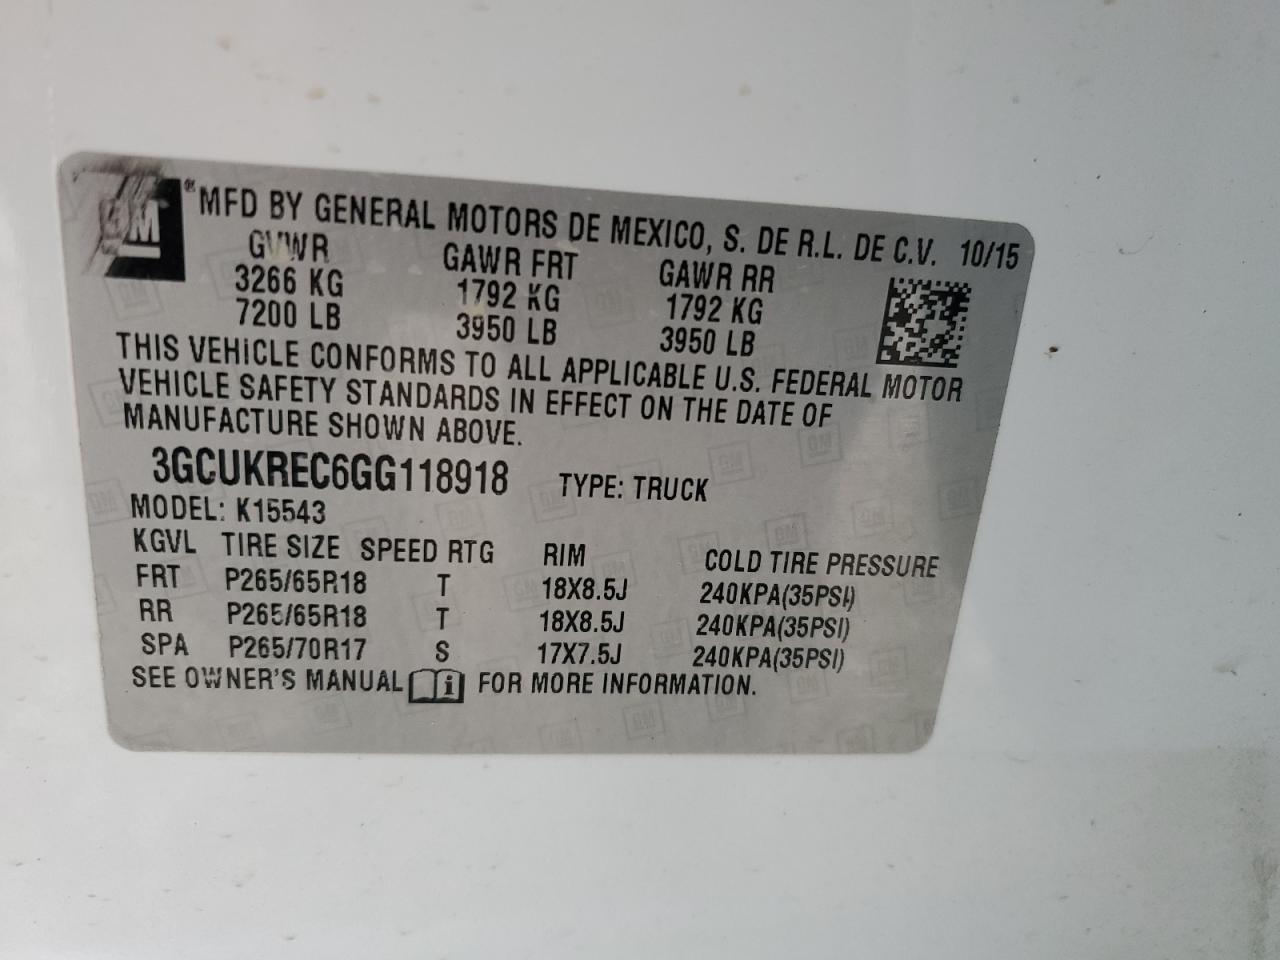 GM ® MFD BY GENERAL MOTORS DE MEXICO, S. DE R.L. DE C.V. 10/15
GVWR GAWR FRT GAWR RR
3266 KG 1792 KG 1792 KG
7200 LB 3950 LB 3950 LB
THIS VEHICLE CONFORMS TO ALL APPLICABLE U.S. FEDERAL MOTOR
VEHICLE SAFETY STANDARDS IN EFFECT ON THE DATE OF
MANUFACTURE SHOWN ABOVE.
3GCUKREC6GG118918 TYPE: TRUCK
MODEL: K15543
KGVL TIRE SIZE SPEED RTG RIM COLD TIRE PRESSURE
FRT P265/65R18 T 18X8.5J 240KPA(35PSI)
RR P265/65R18 T 18X8.5J 240KPA(35PSI)
SPA P265/70R17 S 17X7.5J 240KPA(35PSI)
SEE OWNER'S MANUAL i FOR MORE INFORMATION.